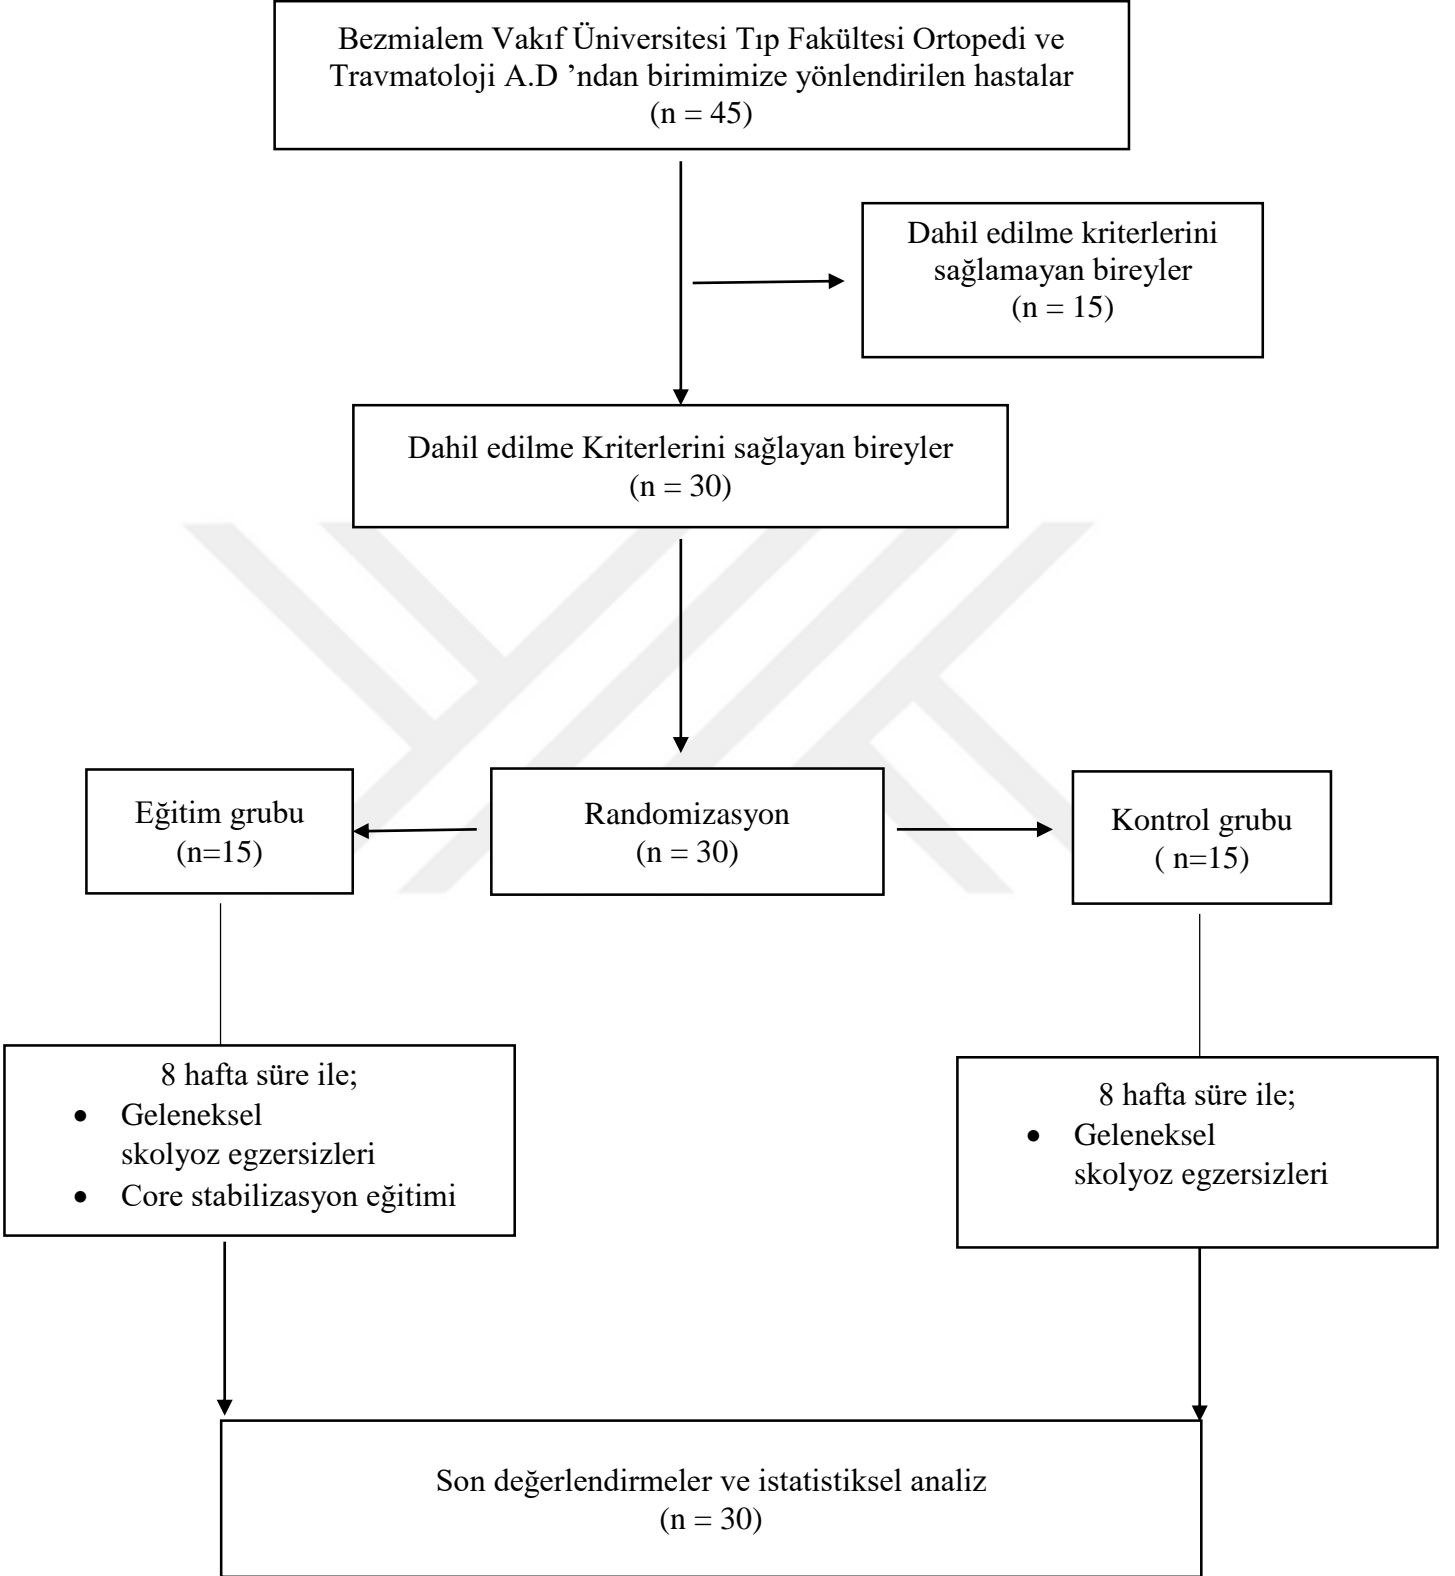 Bezmialem Vakıf Üniversitesi Tıp Fakültesi Ortopedi ve
Travmatoloji A.D ’ndan birimimize yönlendirilen hastalar
(n = 45)
Dahil edilme kriterlerini
sağlamayan bireyler
(n = 15)
Dahil edilme Kriterlerini sağlayan bireyler
(n = 30)
Eğitim grubu
(n=15)
Randomizasyon
(n = 30)
Kontrol grubu
( n=15)
8 hafta süre ile;
• Geleneksel
skolyoz egzersizleri
• Core stabilizasyon eğitimi
8 hafta süre ile;
• Geleneksel
skolyoz egzersizleri
Son değerlendirmeler ve istatistiksel analiz
(n = 30)